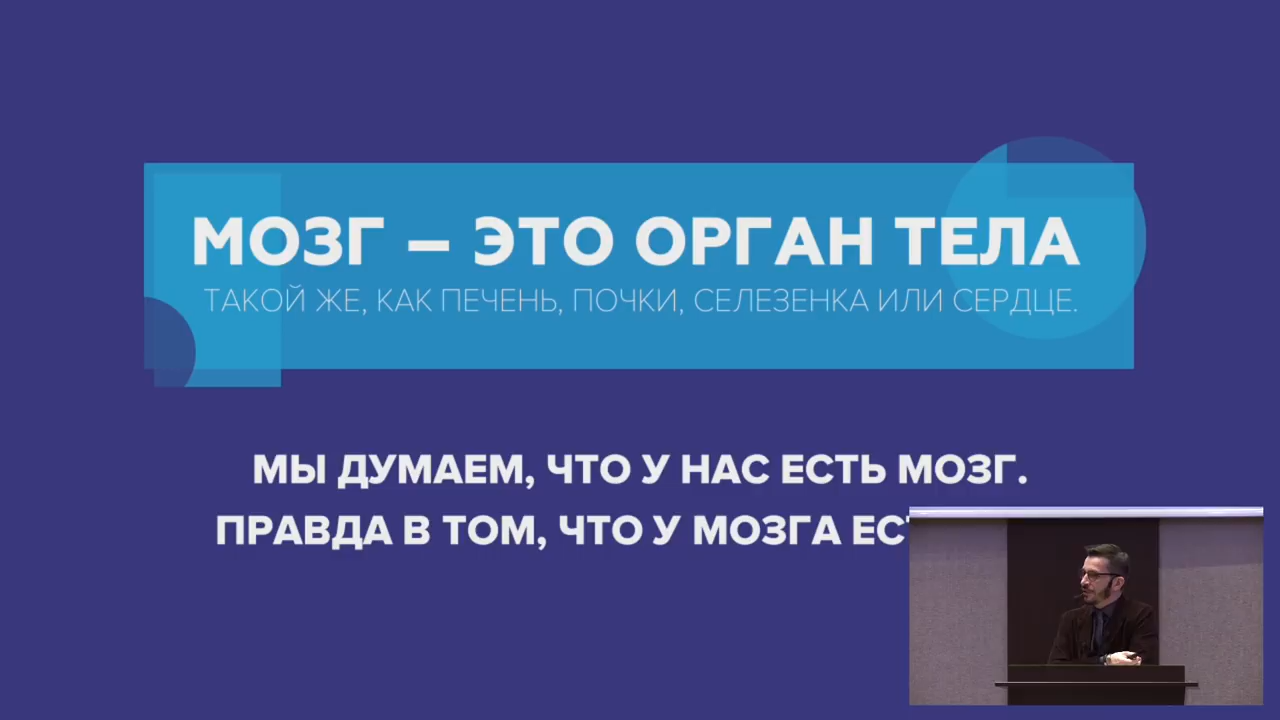 МОЗГ – ЭТО ОРГАН ТЕЛА
ТАКОЙ ЖЕ, КАК ПЕЧЕНЬ, ПОЧКИ, СЕЛЕЗЕНКА ИЛИ СЕРДЦЕ.
МЫ ДУМАЕМ, ЧТО У НАС ЕСТЬ МОЗГ.
ПРАВДА В ТОМ, ЧТО У МОЗГА